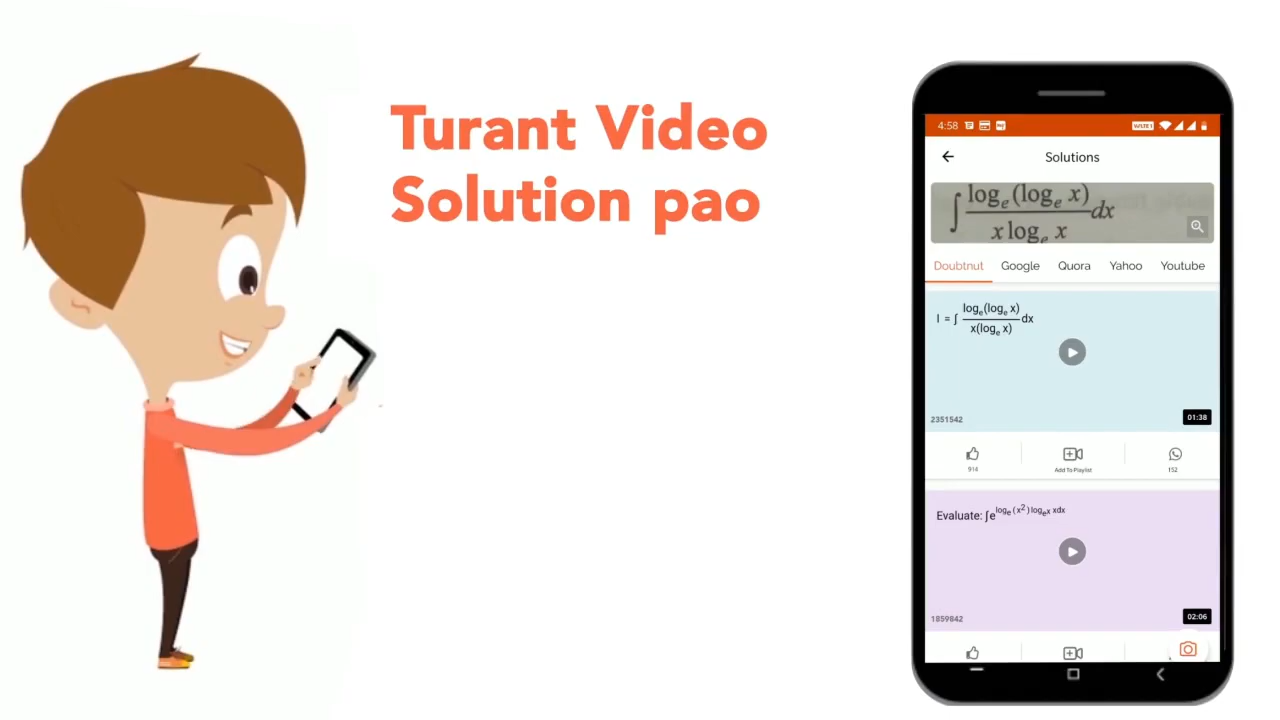 Turant Video
Solution pao
4:58
Solutions
∫ logₑ(logₑ x) / x logₑ x dx
Doubtnut Google Quora Yahoo Youtube
I = ∫ logₑ(logₑ x) / x(logₑ x) dx
2351542 01:38
914 Add To Playlist 152
Evaluate: ∫e^logₑ(x²)logₑx xdx
1859842 02:06